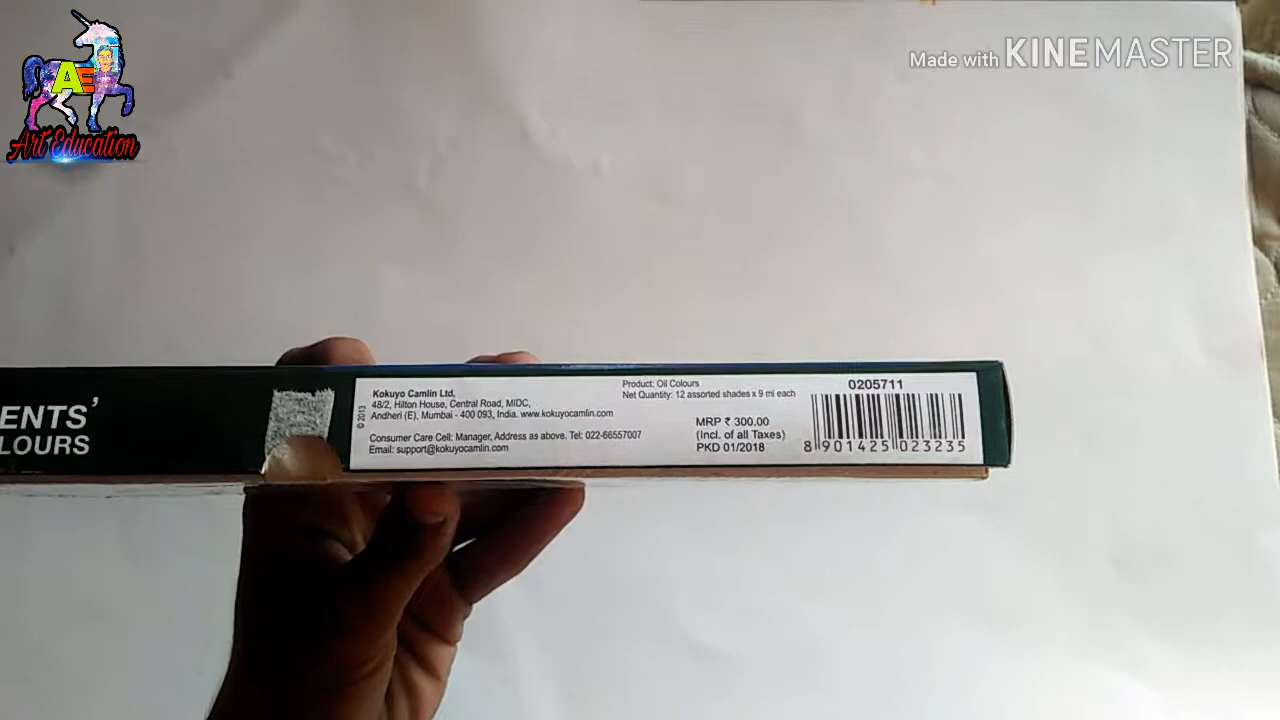 AE
Art Education
Made with KINEMASTER
ENTS'
LOURS
© 2013
Kokuyo Camlin Ltd.
48/2, Hilton House, Central Road, MIDC,
Andheri (E), Mumbai - 400 093, India. www.kokuyocamlin.com
Consumer Care Cell: Manager, Address as above. Tel: 022-66557007
Email: support@kokuyocamlin.com
Product: Oil Colours
Net Quantity: 12 assorted shades x 9 ml each
MRP ₹ 300.00
(Incl. of all Taxes)
PKD 01/2018
0205711
8 901425 023235